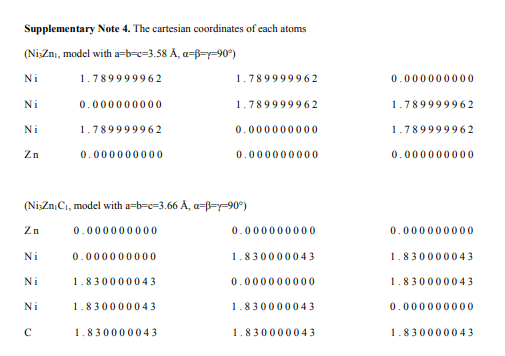 Supplementary Note 4. The cartesian coordinates of each atoms
(Ni₃Zn₁, model with a=b=c=3.58 Å, α=β=γ=90°)
Ni 1.789999962 1.789999962 0.000000000
Ni 0.000000000 1.789999962 1.789999962
Ni 1.789999962 0.000000000 1.789999962
Zn 0.000000000 0.000000000 0.000000000
(Ni₃Zn₁C₁, model with a=b=c=3.66 Å, α=β=γ=90°)
Zn 0.000000000 0.000000000 0.000000000
Ni 0.000000000 1.830000043 1.830000043
Ni 1.830000043 0.000000000 1.830000043
Ni 1.830000043 1.830000043 0.000000000
C 1.830000043 1.830000043 1.830000043